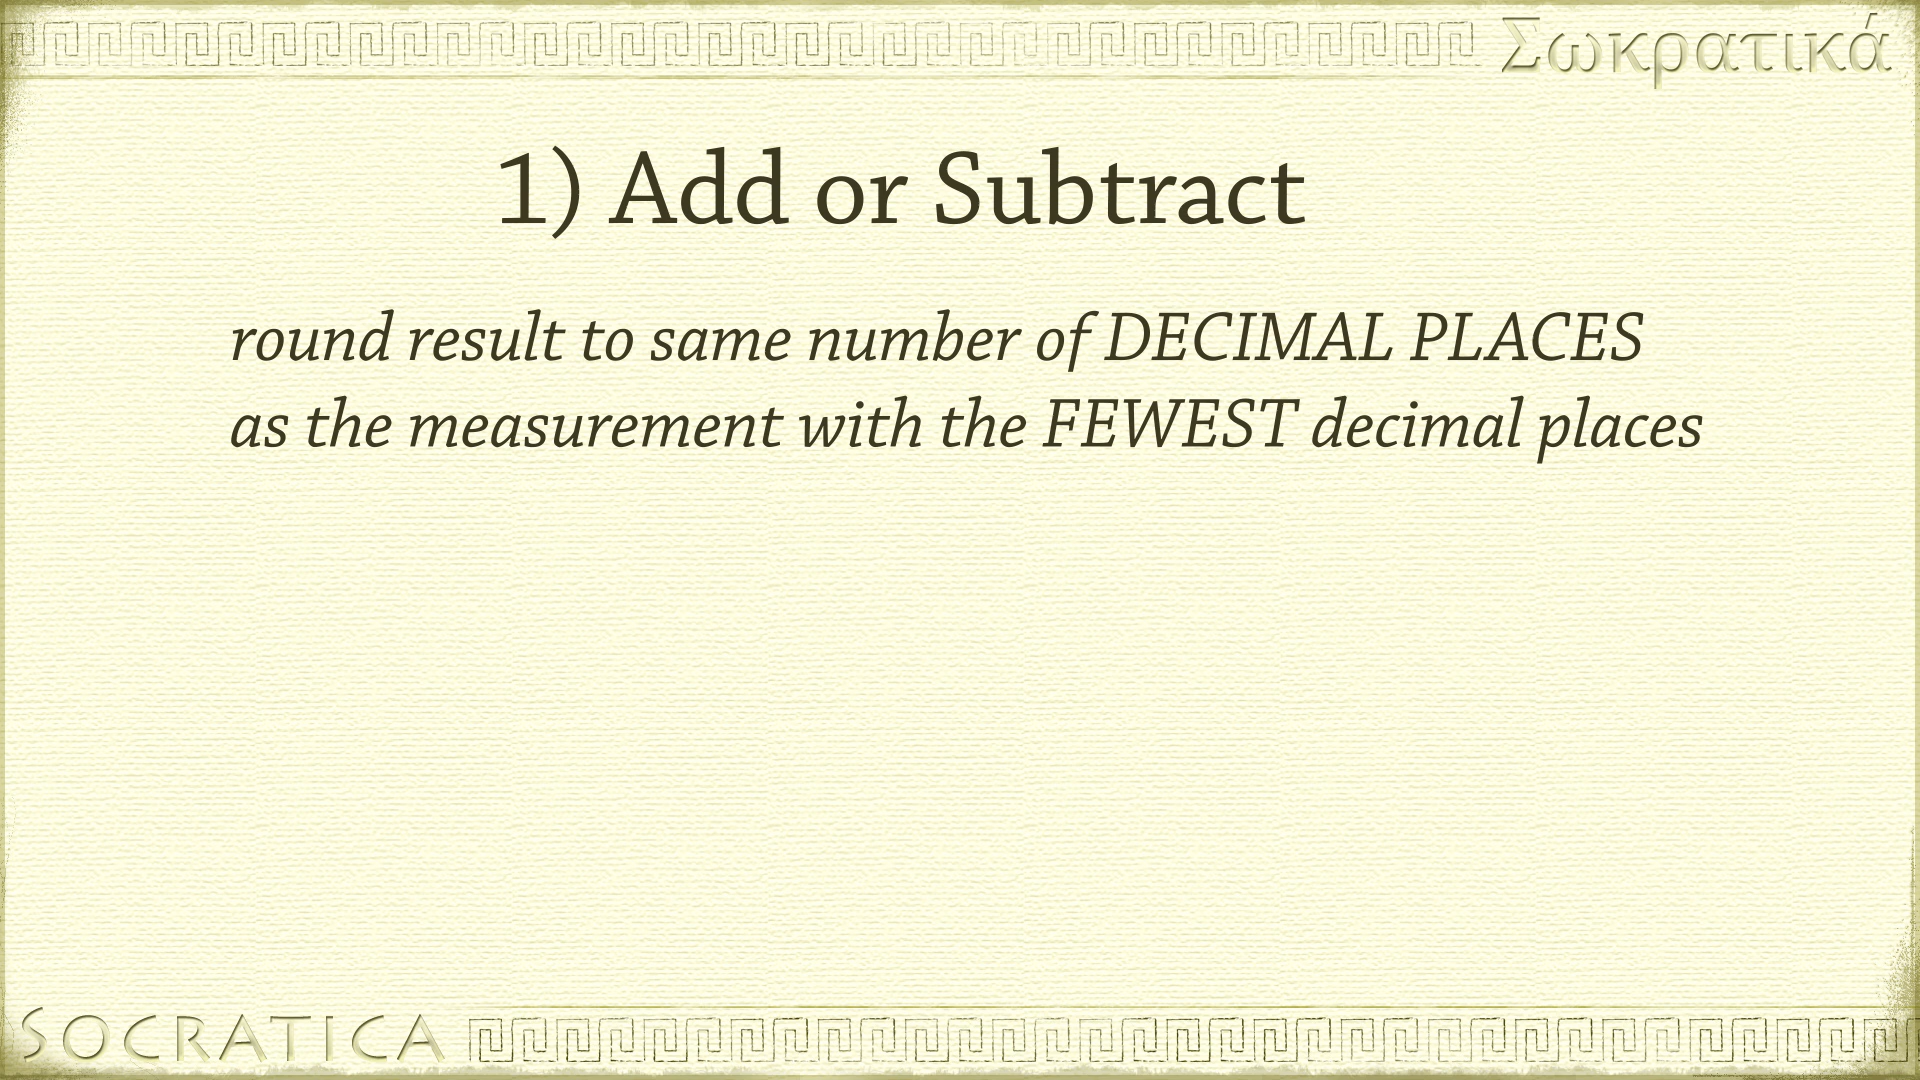 Σωκρατικά
1) Add or Subtract
round result to same number of DECIMAL PLACES
as the measurement with the FEWEST decimal places
SOCRATICA